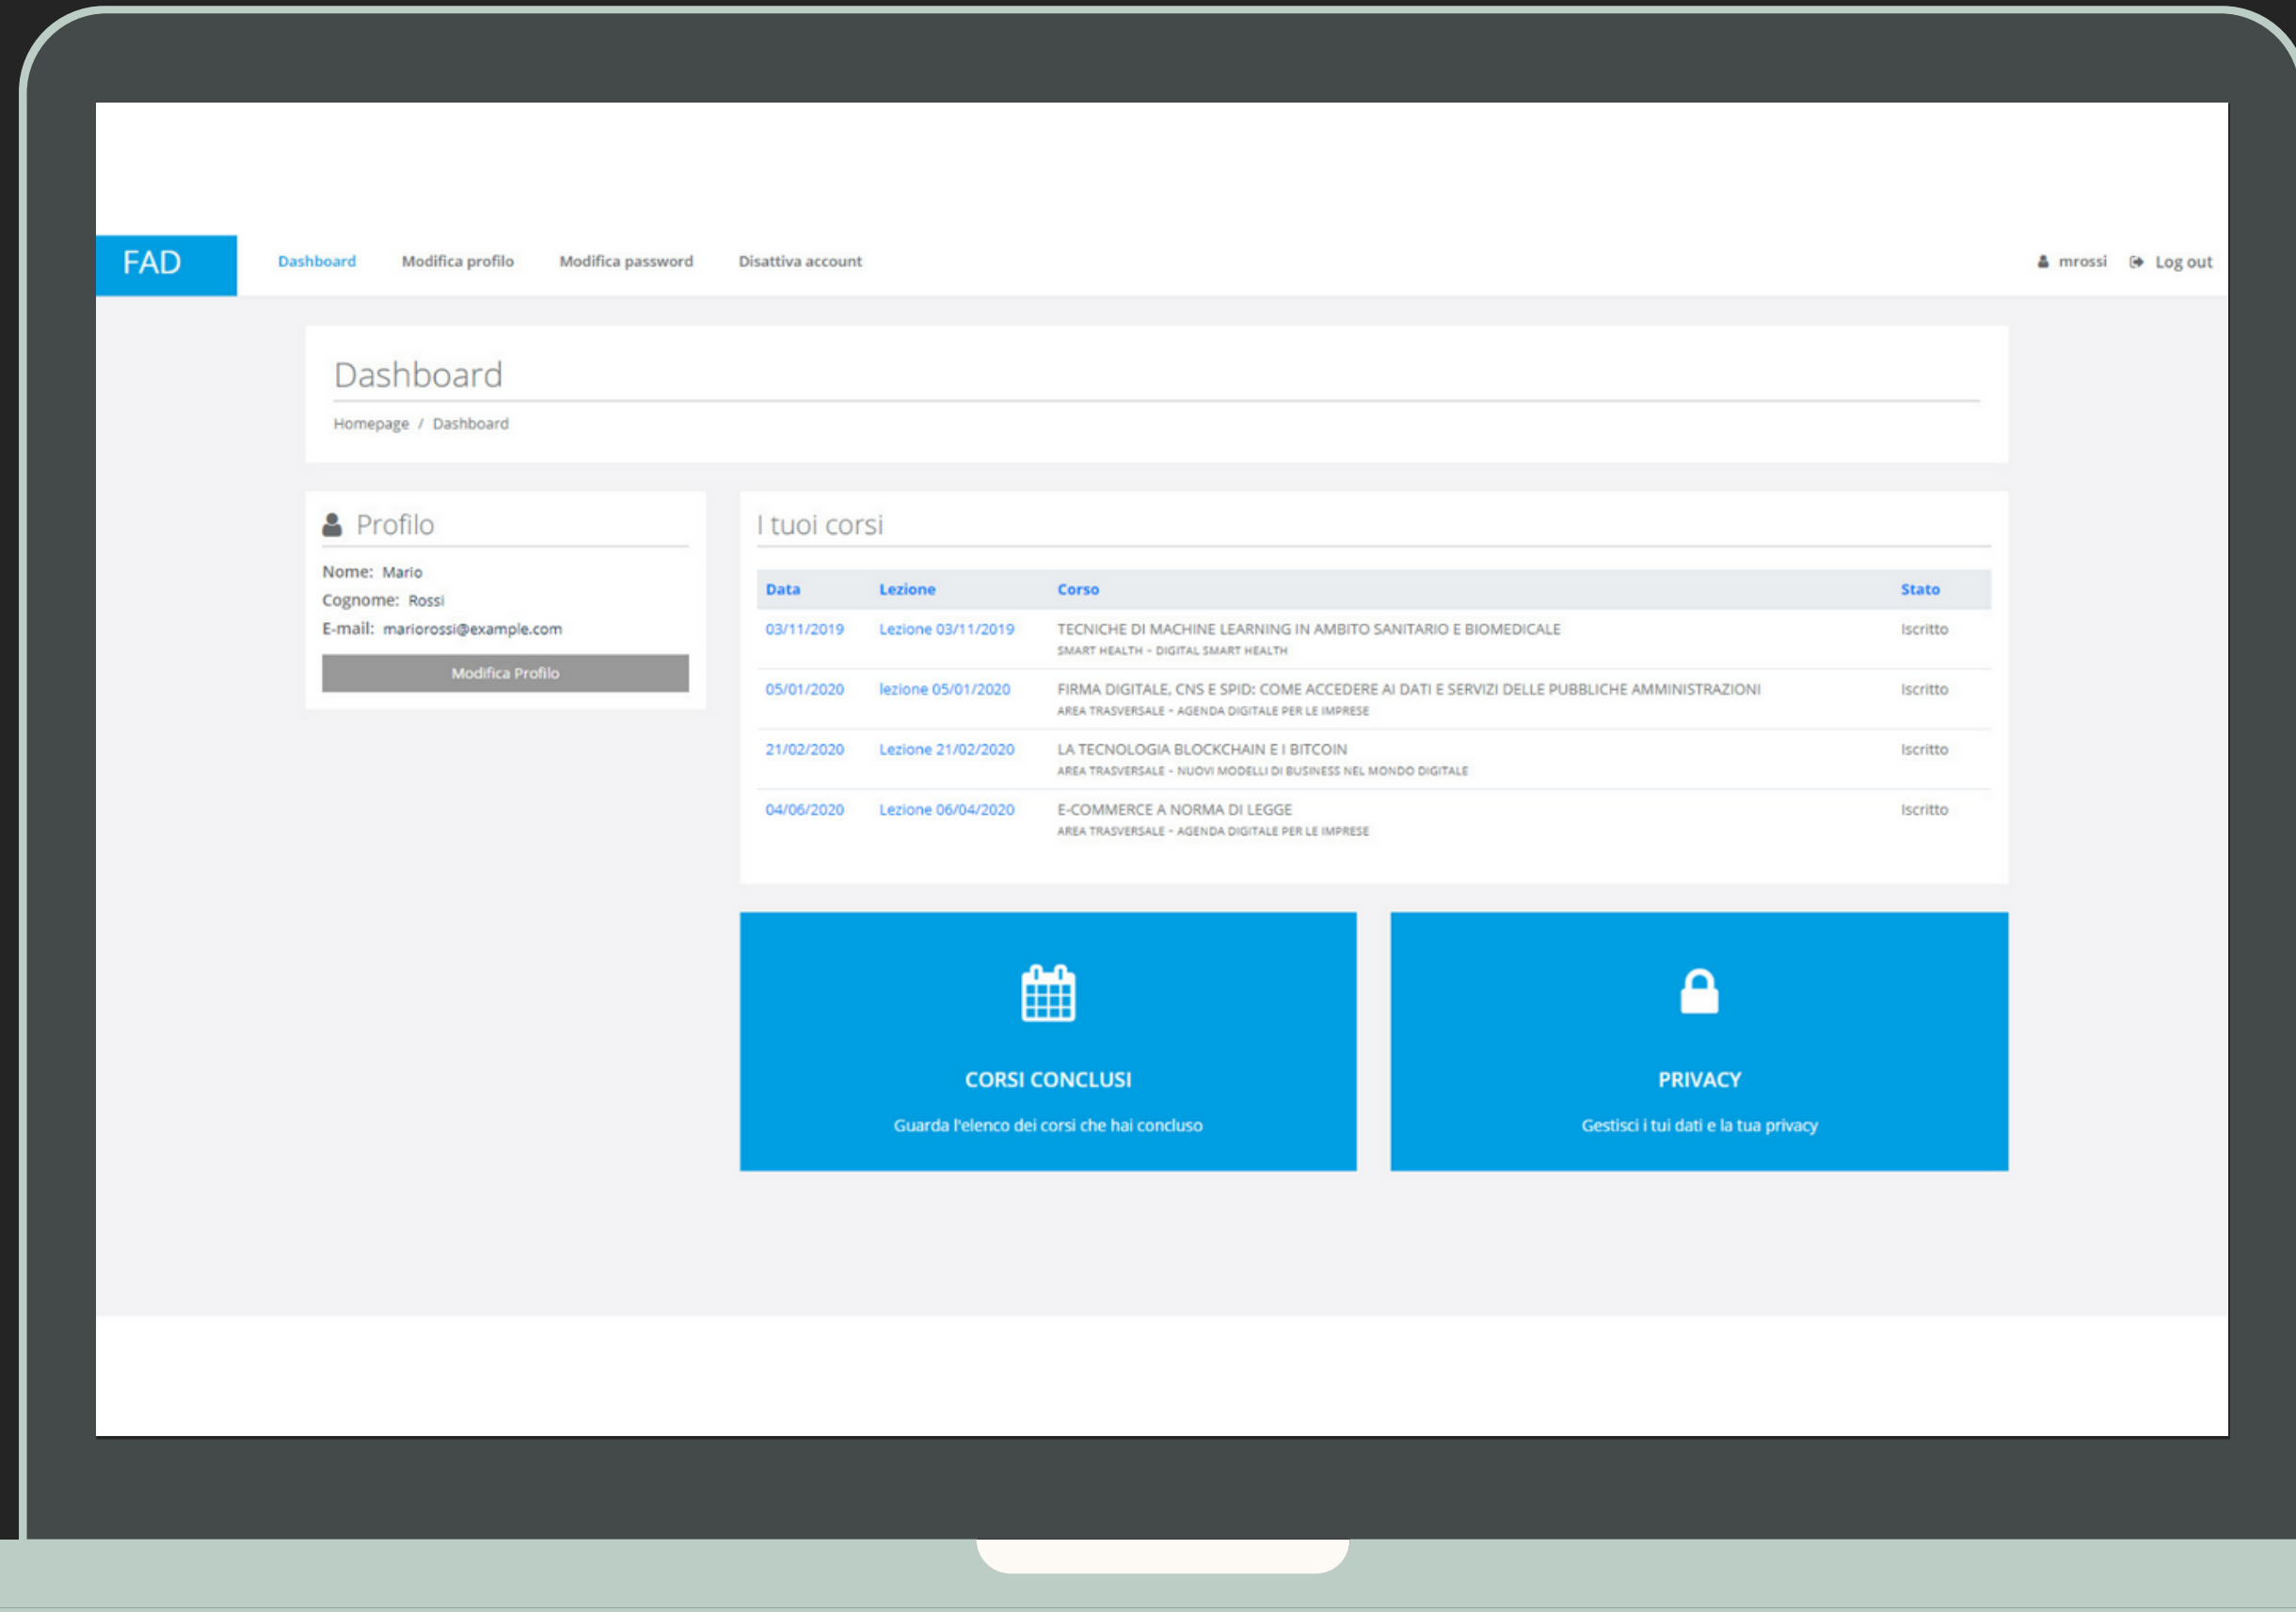 FAD
Dashboard Modifica profilo Modifica password Disattiva account mrossi Log out
Dashboard
Homepage / Dashboard
Profilo
Nome: Mario
Cognome: Rossi
E-mail: mariorossi@example.com
Modifica Profilo
I tuoi corsi
Data Lezione Corso Stato
03/11/2019 Lezione 03/11/2019 TECNICHE DI MACHINE LEARNING IN AMBITO SANITARIO E BIOMEDICALE Iscritto
SMART HEALTH - DIGITAL SMART HEALTH
05/01/2020 lezione 05/01/2020 FIRMA DIGITALE, CNS E SPID: COME ACCEDERE AI DATI E SERVIZI DELLE PUBBLICHE AMMINISTRAZIONI Iscritto
AREA TRASVERSALE - AGENDA DIGITALE PER LE IMPRESE
21/02/2020 Lezione 21/02/2020 LA TECNOLOGIA BLOCKCHAIN E I BITCOIN Iscritto
AREA TRASVERSALE - NUOVI MODELLI DI BUSINESS NEL MONDO DIGITALE
04/06/2020 Lezione 06/04/2020 E-COMMERCE A NORMA DI LEGGE Iscritto
AREA TRASVERSALE - AGENDA DIGITALE PER LE IMPRESE
CORSI CONCLUSI
Guarda l'elenco dei corsi che hai concluso
PRIVACY
Gestisci i tui dati e la tua privacy